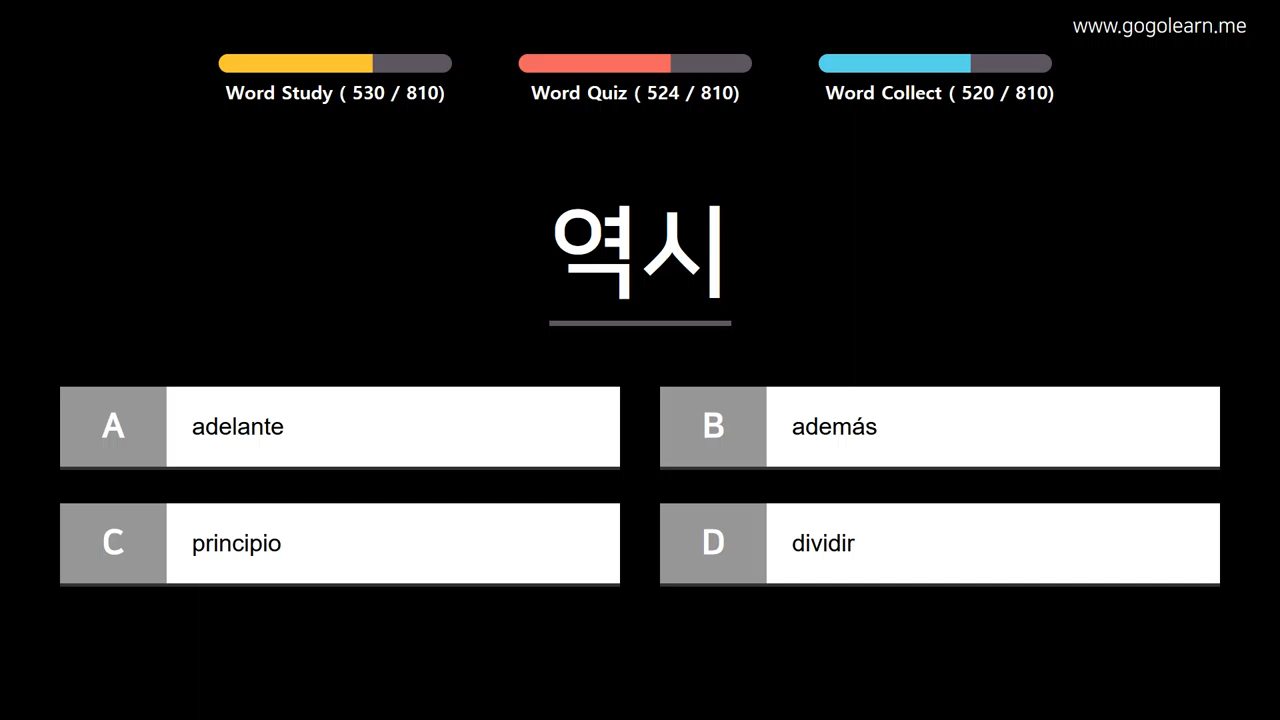 www.gogolearn.me
Word Study ( 530 / 810)
Word Quiz ( 524 / 810)
Word Collect ( 520 / 810)
역시
A adelante
B además
C principio
D dividir